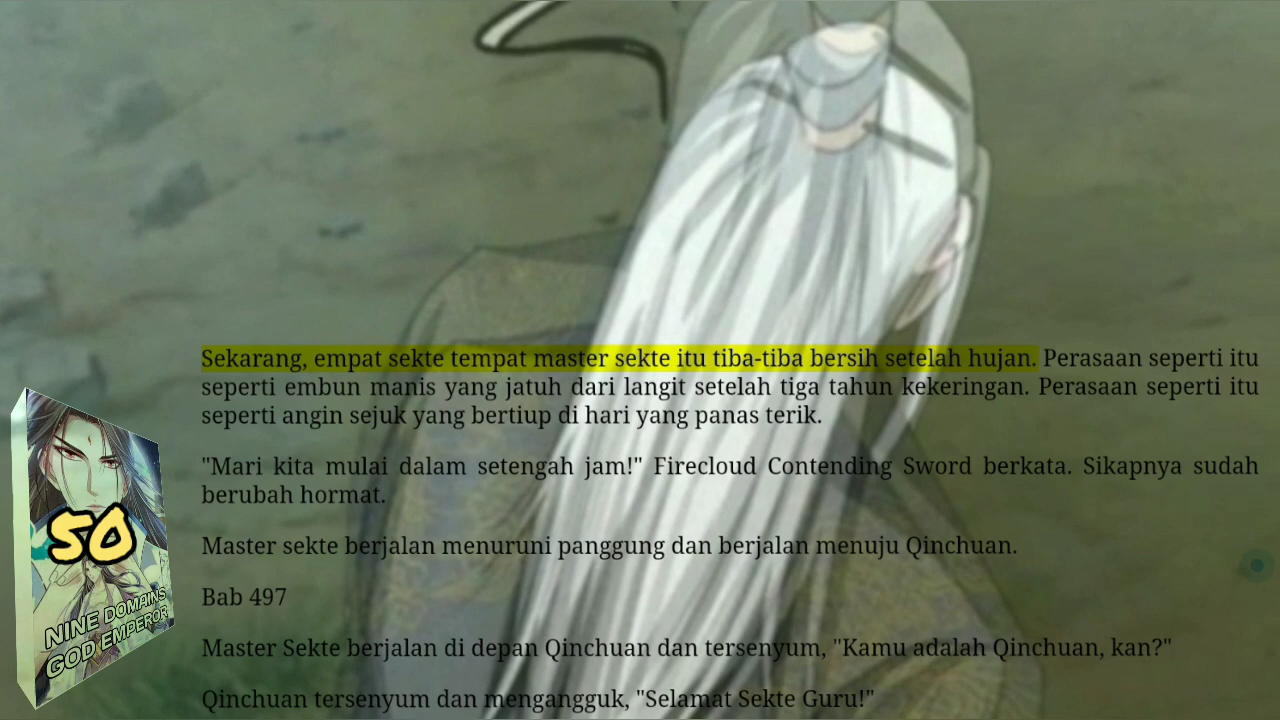 Sekarang, empat sekte tempat master sekte itu tiba-tiba bersih setelah hujan. Perasaan seperti itu
seperti embun manis yang jatuh dari langit setelah tiga tahun kekeringan. Perasaan seperti itu
seperti angin sejuk yang bertiup di hari yang panas terik.
"Mari kita mulai dalam setengah jam!" Firecloud Contending Sword berkata. Sikapnya sudah
berubah hormat.
Master sekte berjalan menuruni panggung dan berjalan menuju Qinchuan.
Bab 497
Master Sekte berjalan di depan Qinchuan dan tersenyum, "Kamu adalah Qinchuan, kan?"
Qinchuan tersenyum dan mengangguk, "Selamat Sekte Guru!"
50
NINE DOMAINS
GOD EMPEROR